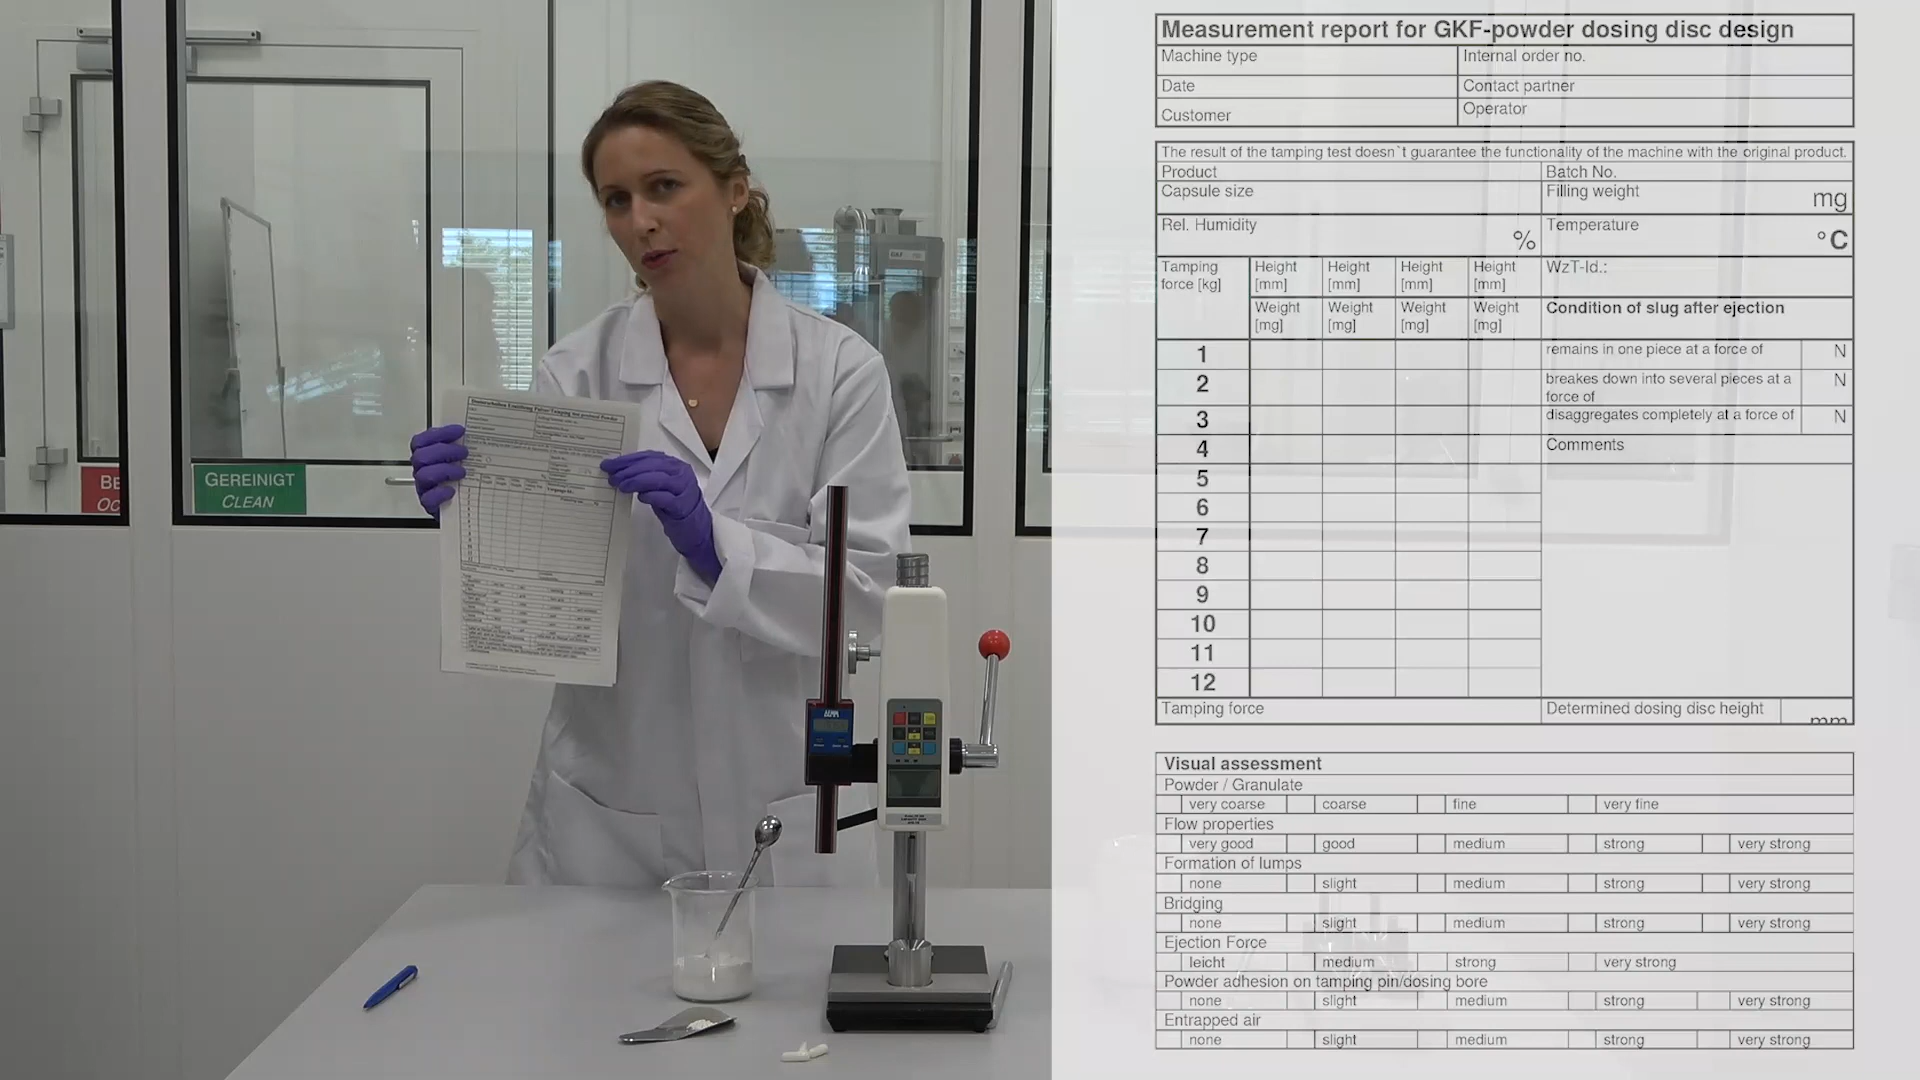 BE
OC
GEREINIGT
CLEAN
GKF
Measurement report for GKF-powder dosing disc design
Machine type Internal order no.
Date Contact partner
Customer Operator
The result of the tamping test doesn`t guarantee the functionality of the machine with the original product.
Product Batch No.
Capsule size Filling weight mg
Rel. Humidity % Temperature °C
Tamping force [kg] Height [mm] Height [mm] Height [mm] Height [mm] WzT-Id.:
Weight [mg] Weight [mg] Weight [mg] Weight [mg] Condition of slug after ejection
1 remains in one piece at a force of N
2 breakes down into several pieces at a force of N
3 disaggregates completely at a force of N
4 Comments
5
6
7
8
9
10
11
12
Tamping force Determined dosing disc height mm
Visual assessment
Powder / Granulate
very coarse coarse fine very fine
Flow properties
very good good medium strong very strong
Formation of lumps
none slight medium strong very strong
Bridging
none slight medium strong very strong
Ejection Force
leicht medium strong very strong
Powder adhesion on tamping pin/dosing bore
none slight medium strong very strong
Entrapped air
none slight medium strong very strong